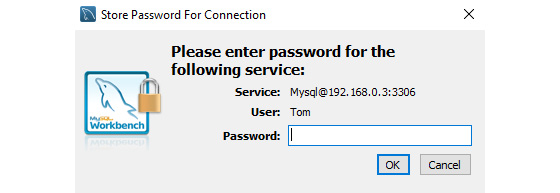 Store Password For Connection
Please enter password for the
following service:
Service: Mysql@192.168.0.3:3306
User: Tom
Password:
MySQL
Workbench
OK Cancel